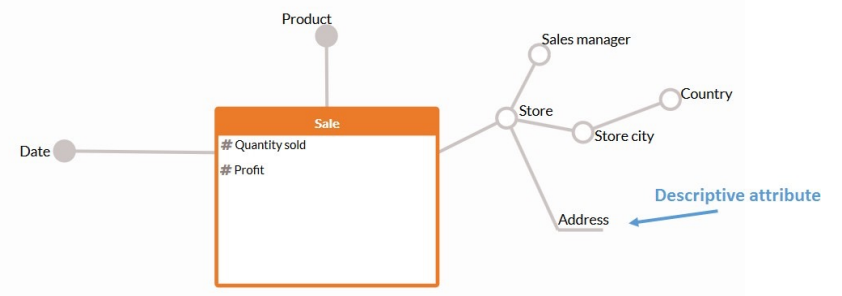 Product
Sales manager
Country
Store
Sale
Store city
# Quantity sold
Date
# Profit
Descriptive attribute
Address